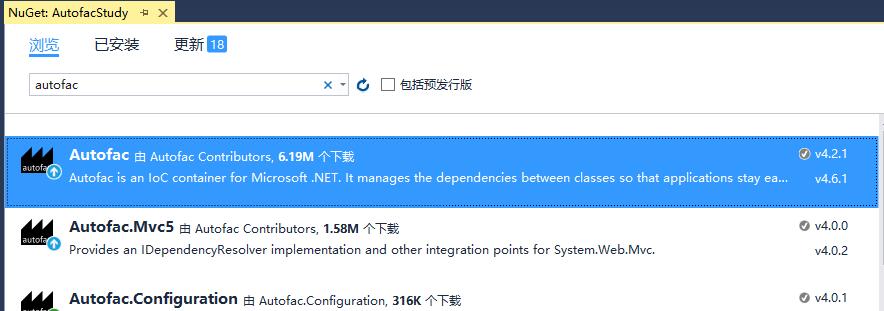 NuGet: AutofacStudy
浏览 已安装 更新 18
autofac 包括预发行版
autofac Autofac 由 Autofac Contributors, 6.19M 个下载 v4.2.1
Autofac is an IoC container for Microsoft .NET. It manages the dependencies between classes so that applications stay ea... v4.6.1
autofac Autofac.Mvc5 由 Autofac Contributors, 1.58M 个下载 v4.0.0
Provides an IDependencyResolver implementation and other integration points for System.Web.Mvc. v4.0.2
autofac Autofac.Configuration 由 Autofac.Configuration, 316K 个下载 v4.0.1